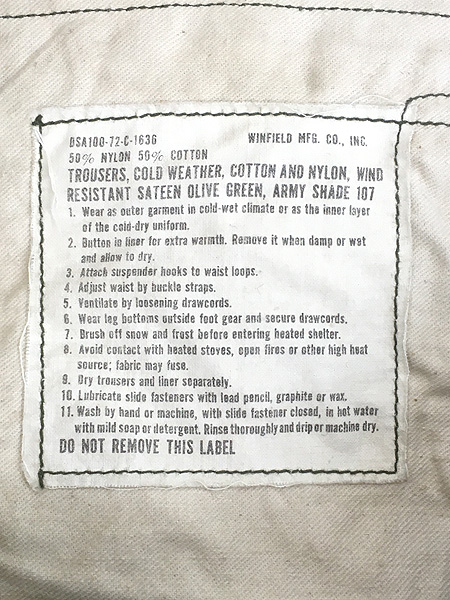 DSA100-72-C-1636 WINFIELD MFG. CO., INC.
50% NYLON 50% COTTON
TROUSERS, COLD WEATHER, COTTON AND NYLON, WIND
RESISTANT SATEEN OLIVE GREEN, ARMY SHADE 107
1. Wear as outer garment in cold-wet climate or as the inner layer
of the cold-dry uniform.
2. Button in liner for extra warmth. Remove it when damp or wet
and allow to dry.
3. Attach suspender hooks to waist loops.
4. Adjust waist by buckle straps.
5. Ventilate by loosening drawcords.
6. Wear leg bottoms outside foot gear and secure drawcords.
7. Brush off snow and frost before entering heated shelter.
8. Avoid contact with heated stoves, open fires or other high heat
source; fabric may fuse.
9. Dry trousers and liner separately.
10. Lubricate slide fasteners with lead pencil, graphite or wax.
11. Wash by hand or machine, with slide fastener closed, in hot water
with mild soap or detergent. Rinse thoroughly and drip or machine dry.
DO NOT REMOVE THIS LABEL